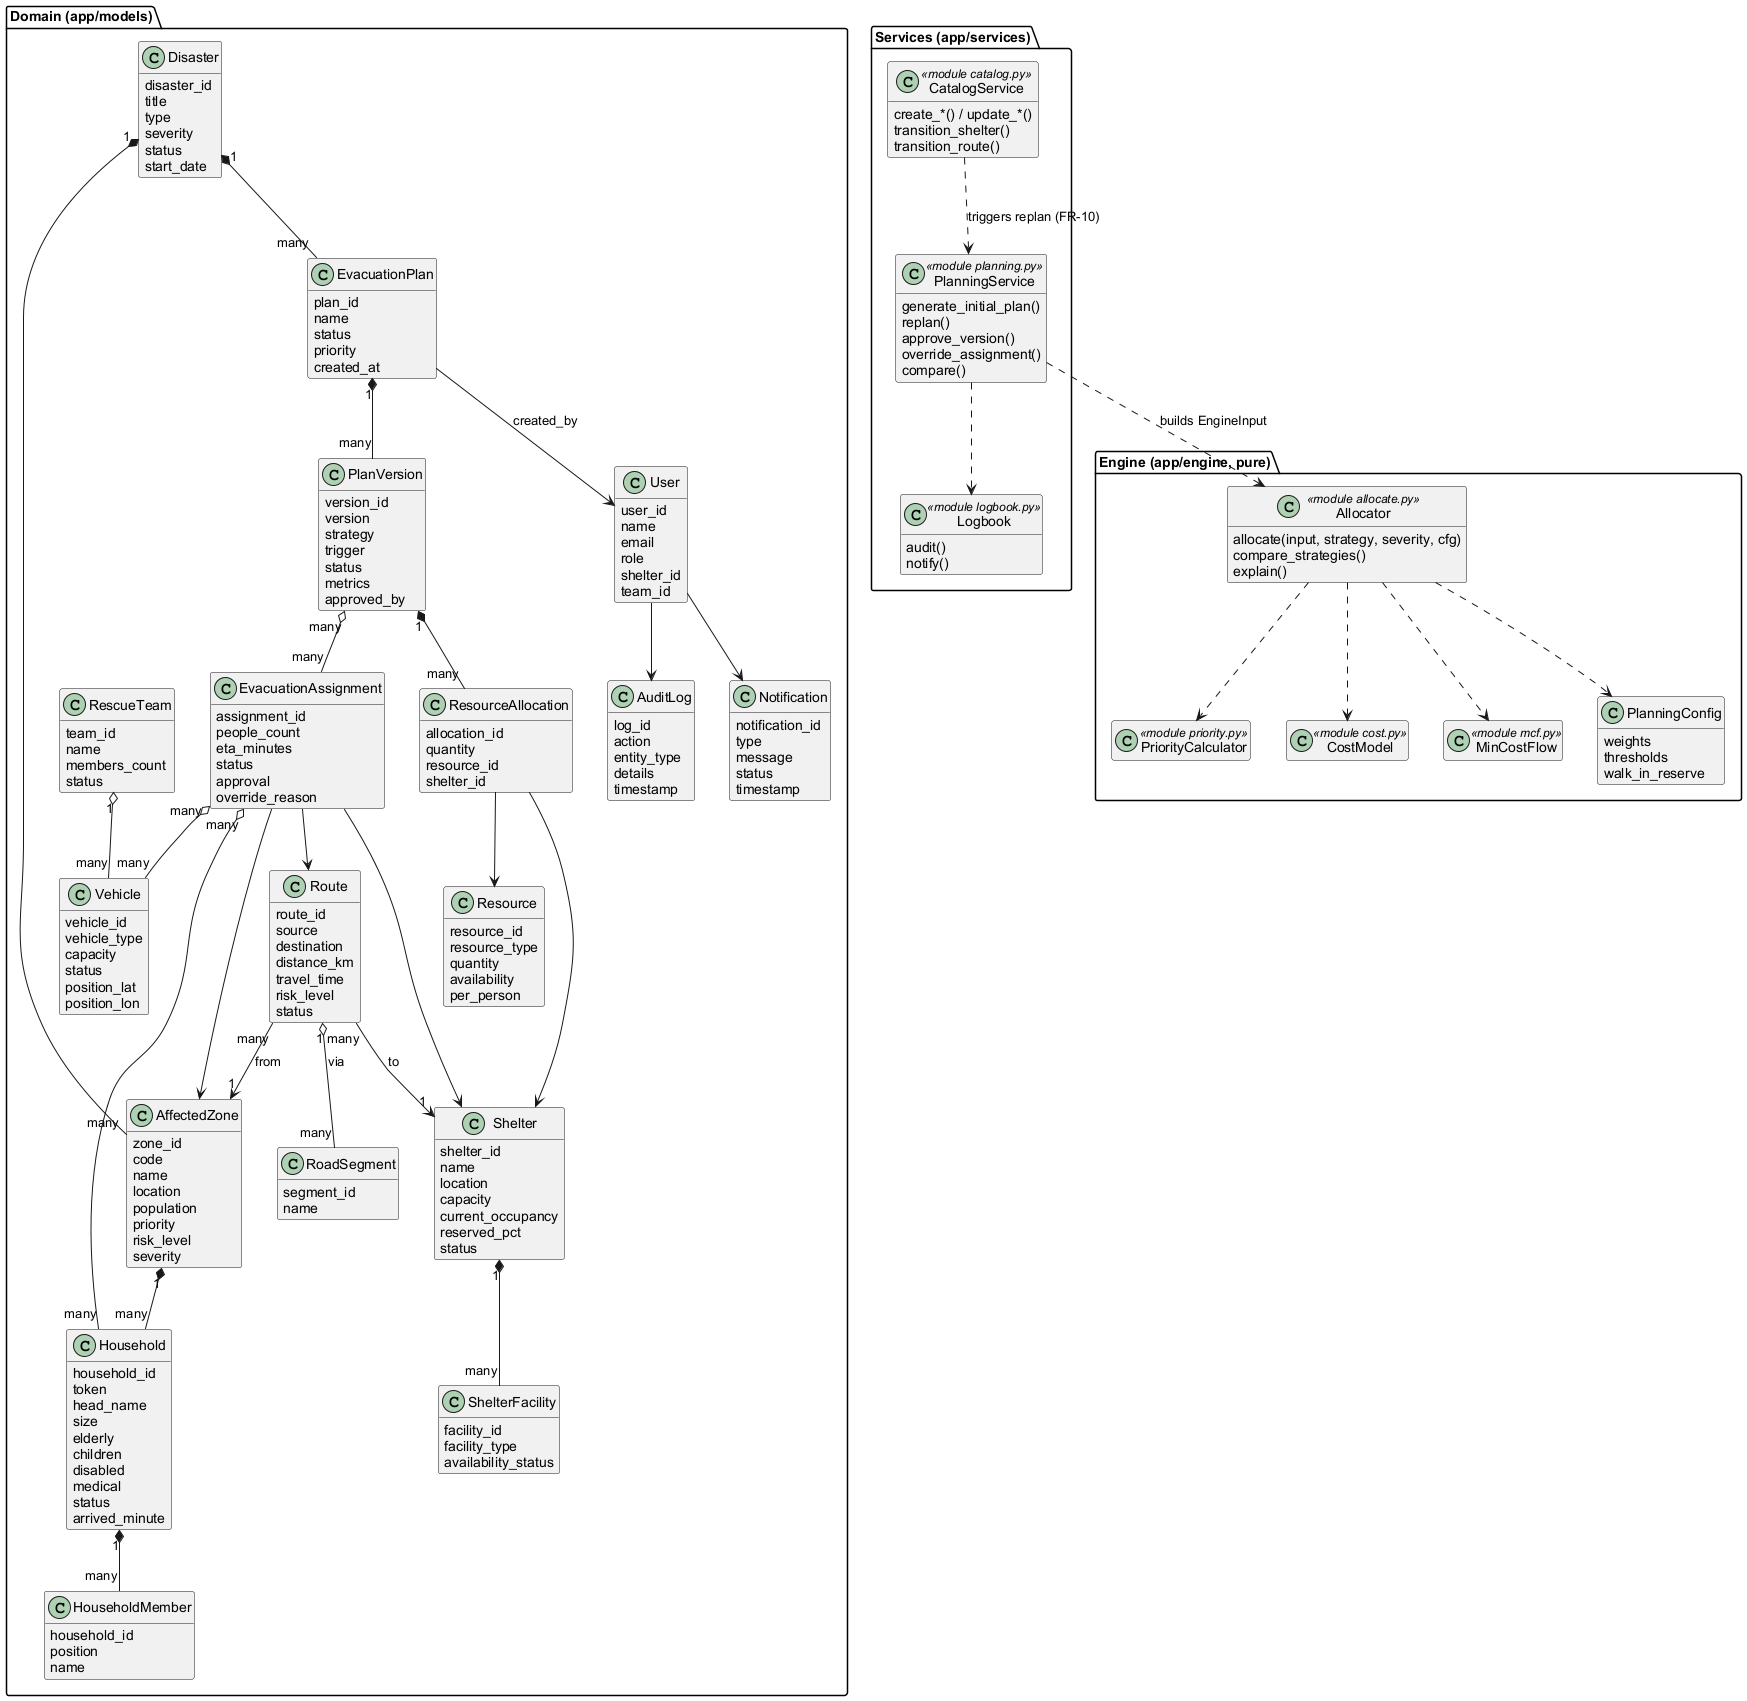 Domain (app/models)
C Disaster
disaster_id
title
type
severity
status
start_date
1
1
many
C EvacuationPlan
plan_id
name
status
priority
created_at
1
created_by
many
C PlanVersion
version_id
version
strategy
trigger
status
metrics
approved_by
C User
user_id
name
email
role
shelter_id
team_id
many
1
many
many
C RescueTeam
team_id
name
members_count
status
C EvacuationAssignment
assignment_id
people_count
eta_minutes
status
approval
override_reason
C ResourceAllocation
allocation_id
quantity
resource_id
shelter_id
C AuditLog
log_id
action
entity_type
details
timestamp
C Notification
notification_id
type
message
status
timestamp
1
many
many
many
many
C Vehicle
vehicle_id
vehicle_type
capacity
status
position_lat
position_lon
C Route
route_id
source
destination
distance_km
travel_time
risk_level
status
C Resource
resource_id
resource_type
quantity
availability
per_person
many
1
many
from
via
to
1
1
many
many
C AffectedZone
zone_id
code
name
location
population
priority
risk_level
severity
C RoadSegment
segment_id
name
C Shelter
shelter_id
name
location
capacity
current_occupancy
reserved_pct
status
1
1
many
many
many
C Household
household_id
token
head_name
size
elderly
children
disabled
medical
status
arrived_minute
C ShelterFacility
facility_id
facility_type
availability_status
1
many
C HouseholdMember
household_id
position
name
Services (app/services)
C «module catalog.py»
CatalogService
create_*() / update_*()
transition_shelter()
transition_route()
triggers replan (FR-10)
C «module planning.py»
PlanningService
generate_initial_plan()
replan()
approve_version()
override_assignment()
compare()
builds EngineInput
C «module logbook.py»
Logbook
audit()
notify()
Engine (app/engine, pure)
C «module allocate.py»
Allocator
allocate(input, strategy, severity, cfg)
compare_strategies()
explain()
C «module priority.py»
PriorityCalculator
C «module cost.py»
CostModel
C «module mcf.py»
MinCostFlow
C PlanningConfig
weights
thresholds
walk_in_reserve